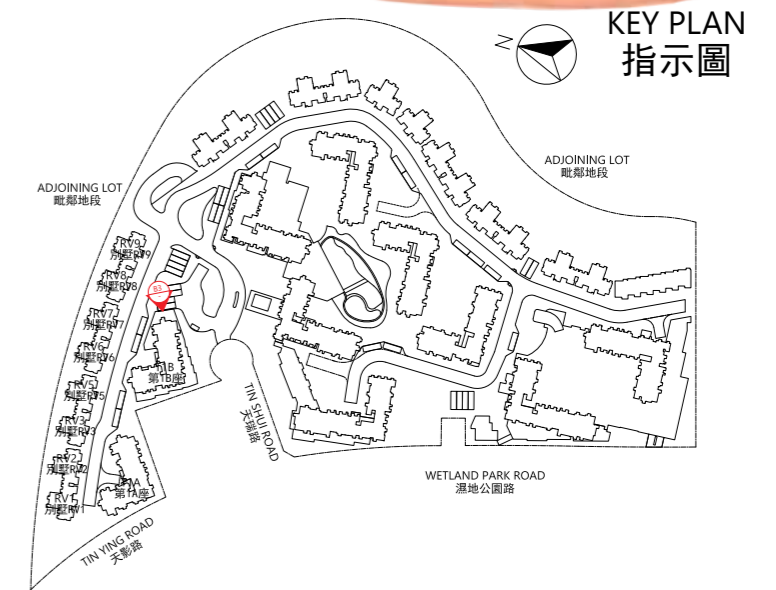 KEY PLAN
指示圖
N
ADJOINING LOT
毗鄰地段
ADJOINING LOT
毗鄰地段
RV9
別墅RV9
RV8
別墅RV8
B3
RV7
別墅RV7
RV6
別墅RV6
T1B
第1B座
RV5
別墅RV5
RV3
別墅RV3
TIN SHUI ROAD
天瑞路
RV2
別墅RV2
T1A
第1A座
RV1
別墅RV1
WETLAND PARK ROAD
濕地公園路
TIN YING ROAD
天影路